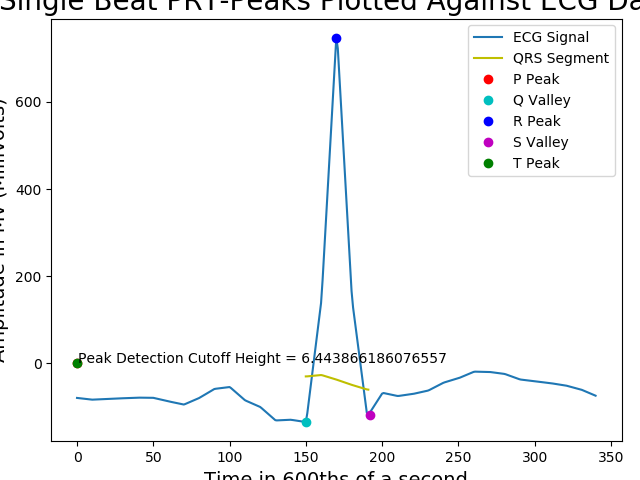 Single Beat PRT-Peaks Plotted Against ECG Da
Amplitude in MV (Millivolts)
600
400
200
0
ECG Signal
QRS Segment
P Peak
Q Valley
R Peak
S Valley
T Peak
Peak Detection Cutoff Height = 6.443866186076557
0
50
100
150
200
250
300
350
Time in 600ths of a second